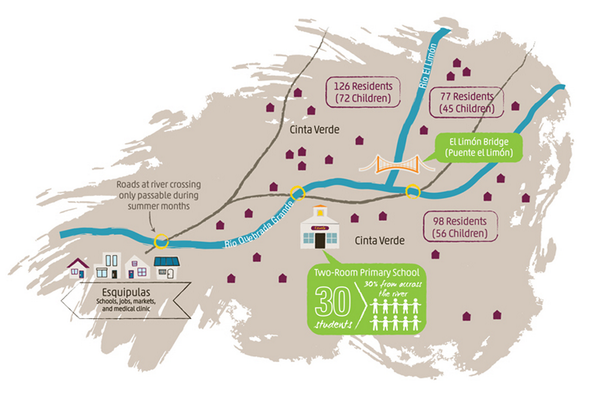 126 Residents
(72 Children)
Río El Limón
77 Residents
(45 Children)
Cinta Verde
El Limón Bridge
(Puente el Limón)
Roads at river crossing
only passable during
summer months
Río Quebrada Grande
98 Residents
(56 Children)
Cinta Verde
Esquipulas
Schools, jobs, markets,
and medical clinic
Two-Room Primary School
30
students
30% from across
the river